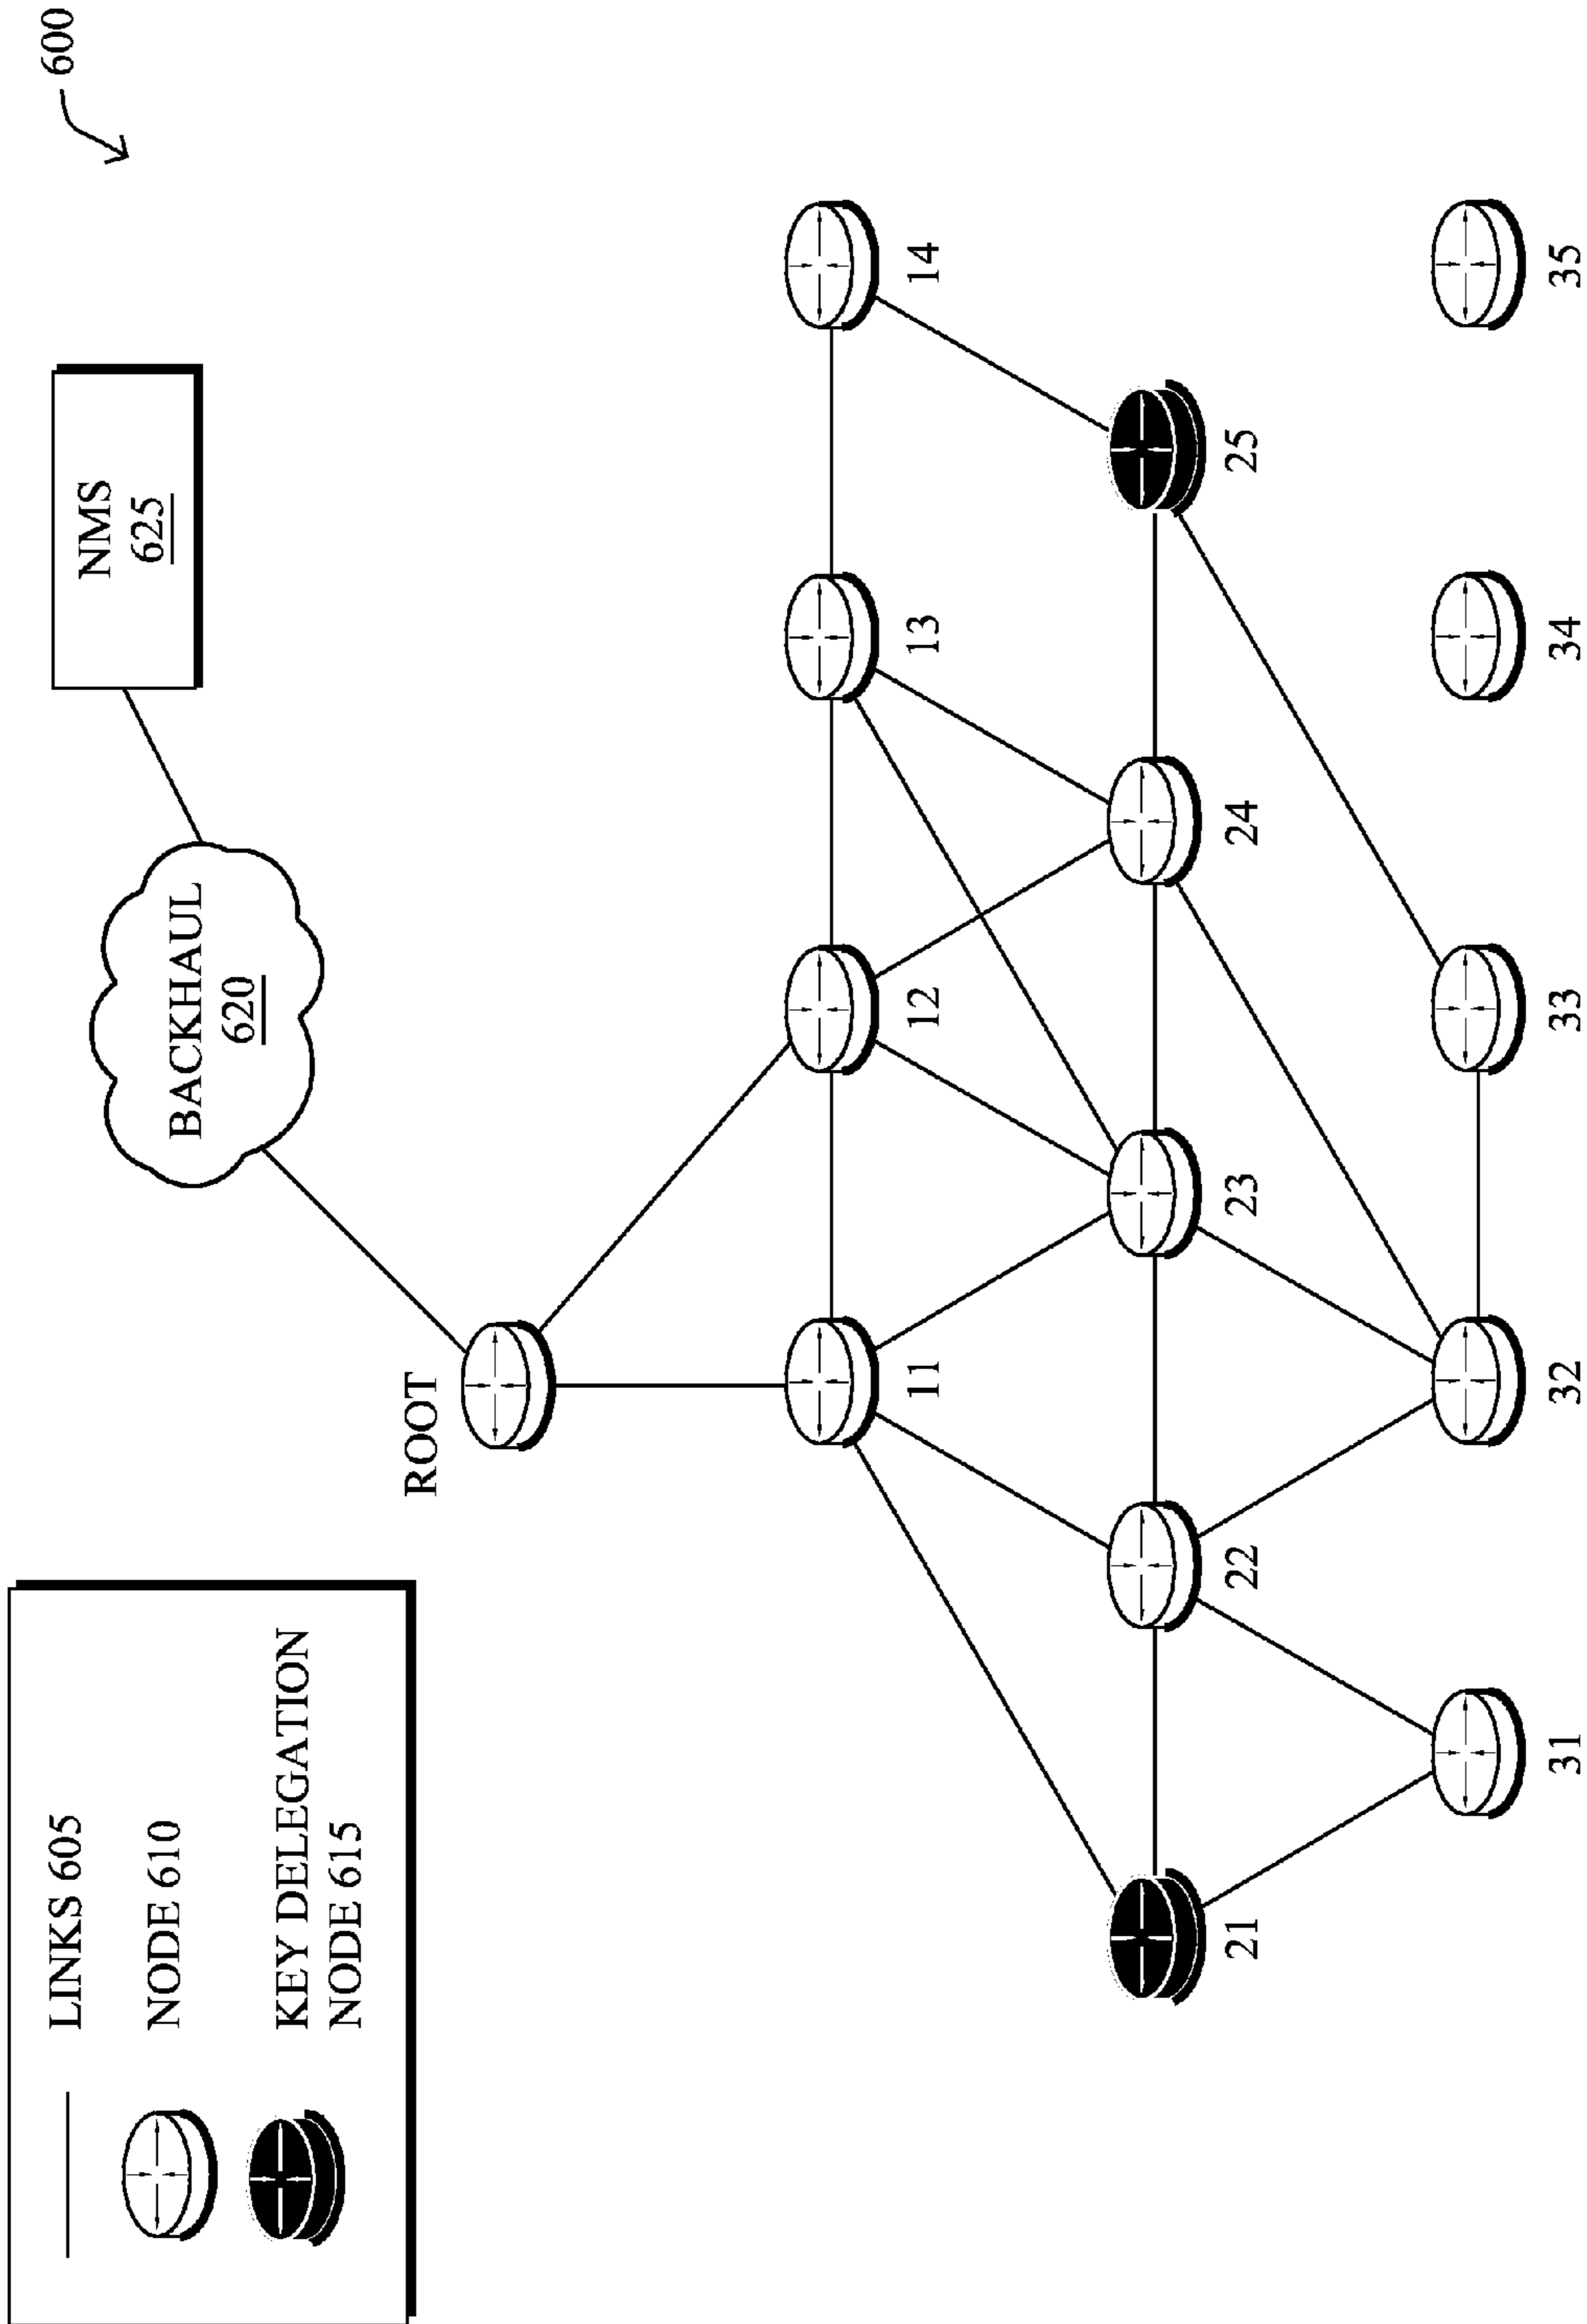 LINKS 605
NODE 610
KEY DELEGATION
NODE 615
600
NMS
625
BACKHAUL
620
ROOT
11
12
13
14
21
22
23
24
25
31
32
33
34
35